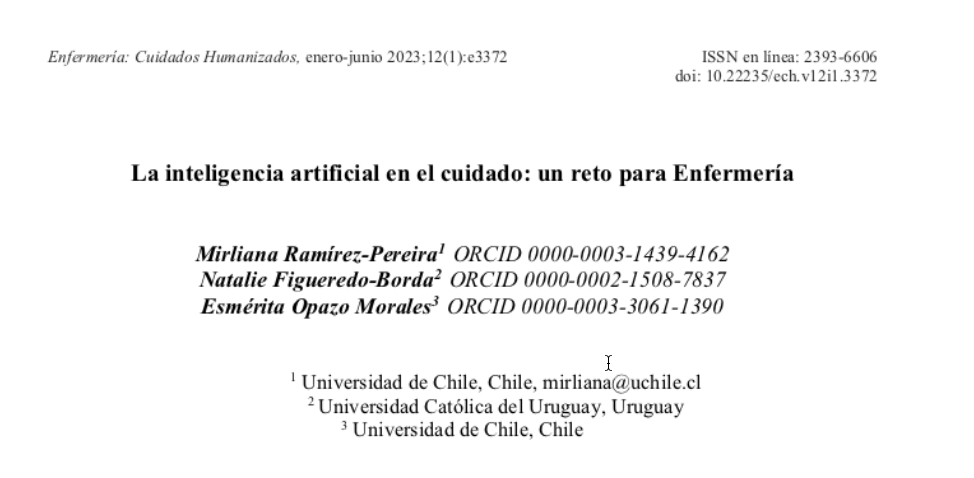 Enfermería: Cuidados Humanizados, enero-junio 2023;12(1):e3372
ISSN en línea: 2393-6606
doi: 10.22235/ech.v12i1.3372
La inteligencia artificial en el cuidado: un reto para Enfermería
Mirliana Ramírez-Pereira¹ ORCID 0000-0003-1439-4162
Natalie Figueredo-Borda² ORCID 0000-0002-1508-7837
Esmérita Opazo Morales³ ORCID 0000-0003-3061-1390
¹ Universidad de Chile, Chile, mirliana@uchile.cl
² Universidad Católica del Uruguay, Uruguay
³ Universidad de Chile, Chile